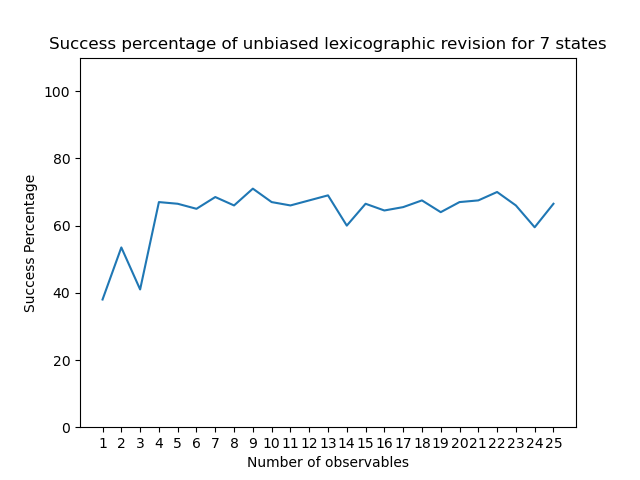 Success percentage of unbiased lexicographic revision for 7 states
100
80
60
40
20
0
Success Percentage
1 2 3 4 5 6 7 8 9 10 11 12 13 14 15 16 17 18 19 20 21 22 23 24 25
Number of observables